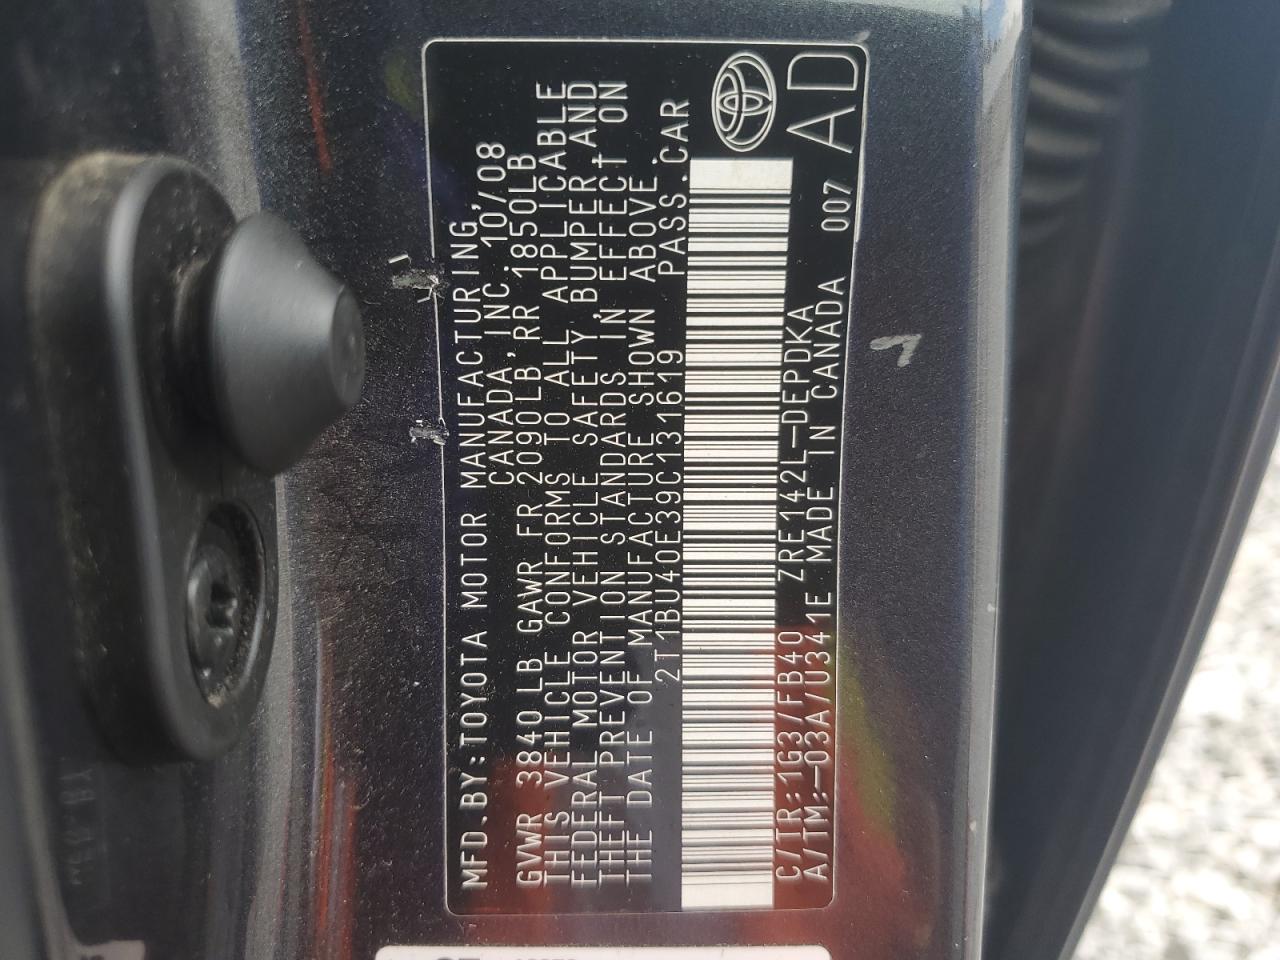 MFD.BY:TOYOTA MOTOR MANUFACTURING,
CANADA, INC. 10/08
GVWR 3840LB GAWR FR 2090LB, RR 1850LB
THIS VEHICLE CONFORMS TO ALL APPLICABLE
FEDERAL MOTOR VEHICLE SAFETY, BUMPER, AND
THEFT PREVENTION STANDARDS IN EFFECT ON
THE DATE OF MANUFACTURE SHOWN ABOVE.
2T1BU40E39C131619 PASS.CAR
C/TR:1G3/FB40 ZRE142L-DEPDKA
A/TM:-03A/U341E MADE IN CANADA 007 AD